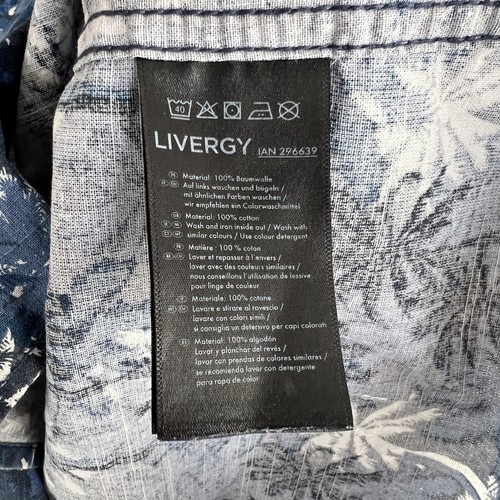 40
LIVERGY IAN 296639
Material: 100% Baumwolle
Auf links waschen und bügeln /
mit ähnlichen Farben waschen /
wir empfehlen ein Colorwaschmittel
Material: 100% cotton
Wash and iron inside out / Wash with
similar colours / Use colour detergent
Matière : 100 % coton
Laver et repasser à l'envers /
laver avec des couleurs similaires /
nous conseillons l'utilisation de lessive
pour linge de couleur
Materiale: 100% cotone
Lavare e stirare al rovescio /
lavare con colori simili /
si consiglia un detersivo per capi colorati
Material: 100% algodón
Lavar y planchar del revés /
lavar con prendas de colores similares /
se recomienda lavar con detergente
para ropa de color